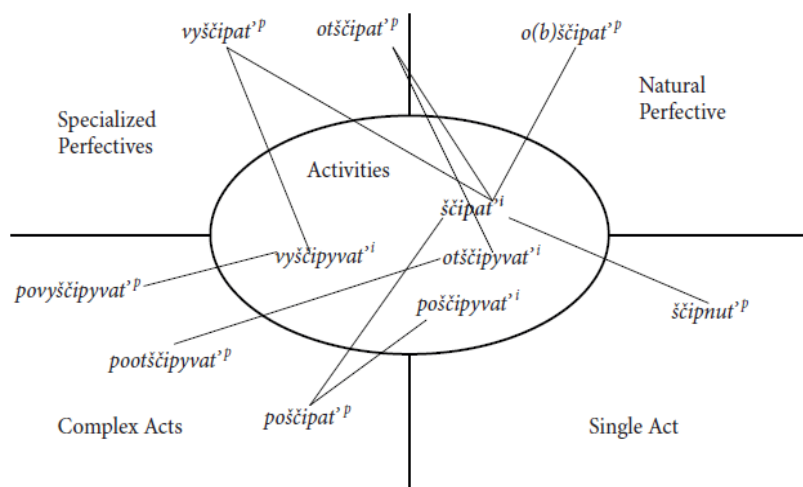 vyščipat’ᵖ otščipat’ᵖ o(b)ščipat’ᵖ
Specialized
Perfectives
Natural
Perfective
Activities
ščipat’ⁱ
vyščipyvat’ⁱ otščipyvat’ⁱ
povyščipyvat’ᵖ
poščipyvat’ⁱ
ščipnut’ᵖ
pootščipyvat’ᵖ
Complex Acts
poščipat’ᵖ
Single Act